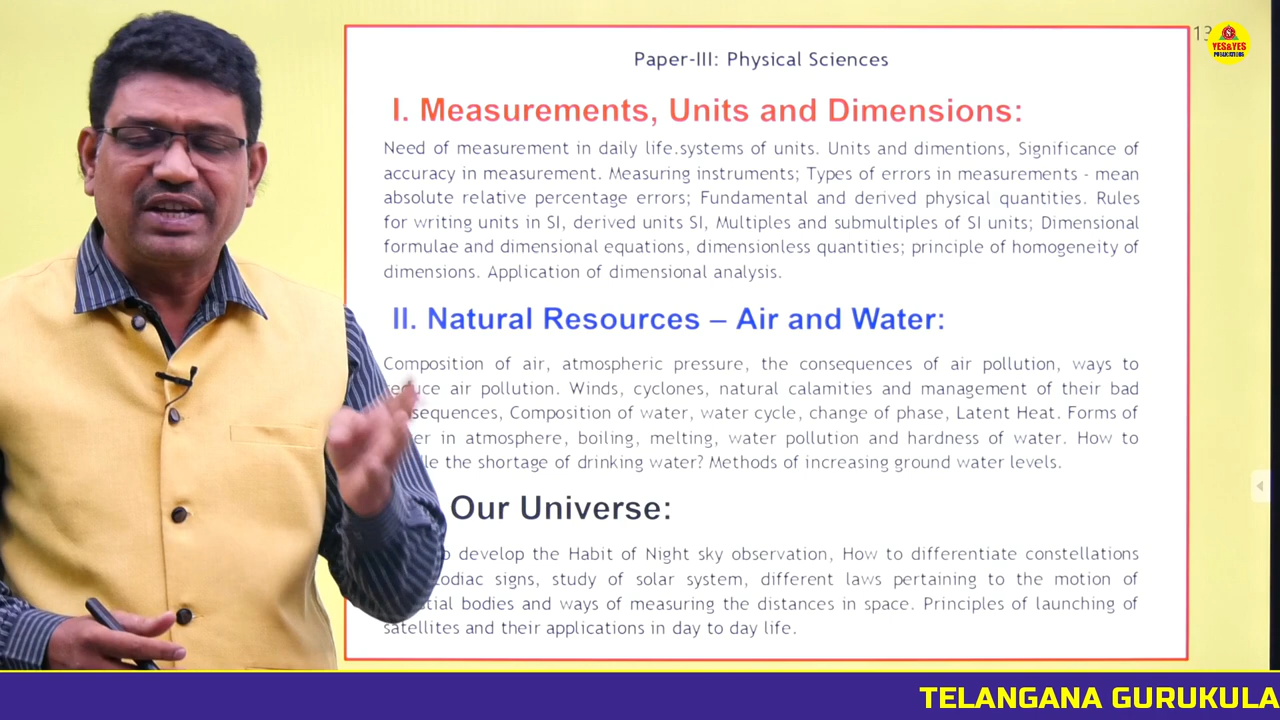 13
YES&YES
PUBLICATIONS
Paper-III: Physical Sciences
I. Measurements, Units and Dimensions:
Need of measurement in daily life.systems of units. Units and dimentions, Significance of
accuracy in measurement. Measuring instruments; Types of errors in measurements - mean
absolute relative percentage errors; Fundamental and derived physical quantities. Rules
for writing units in SI, derived units SI, Multiples and submultiples of SI units; Dimensional
formulae and dimensional equations, dimensionless quantities; principle of homogeneity of
dimensions. Application of dimensional analysis.
II. Natural Resources – Air and Water:
Composition of air, atmospheric pressure, the consequences of air pollution, ways to
air pollution. Winds, cyclones, natural calamities and management of their bad
Composition of water, water cycle, change of phase, Latent Heat. Forms of
in atmosphere, boiling, melting, water pollution and hardness of water. How to
the shortage of drinking water? Methods of increasing ground water levels.
Our Universe:
develop the Habit of Night sky observation, How to differentiate constellations
signs, study of solar system, different laws pertaining to the motion of
bodies and ways of measuring the distances in space. Principles of launching of
satellites and their applications in day to day life.
TELANGANA GURUKULA